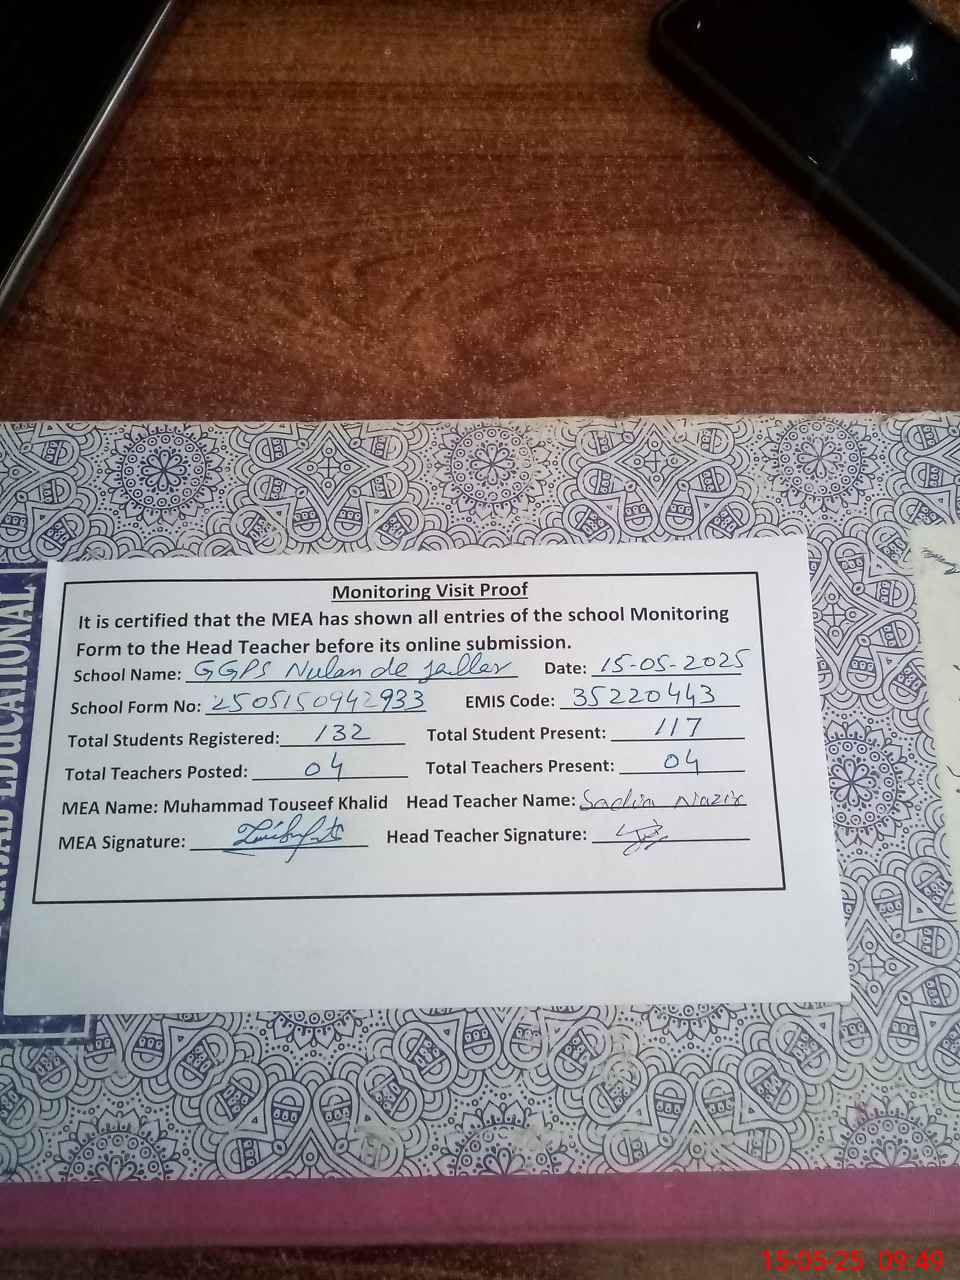 Monitoring Visit Proof
It is certified that the MEA has shown all entries of the school Monitoring
Form to the Head Teacher before its online submission.
School Name: GGPS Nulan de Date: 15-05-2025
School Form No: 2505150942933 EMIS Code: 35220443
Total Students Registered: 132 Total Student Present: 117
Total Teachers Posted: 04 Total Teachers Present: 04
MEA Name: Muhammad Touseef Khalid Head Teacher Name: Nazir
MEA Signature: Head Teacher Signature:
EDUCATIONAL
15-05-25 09:49